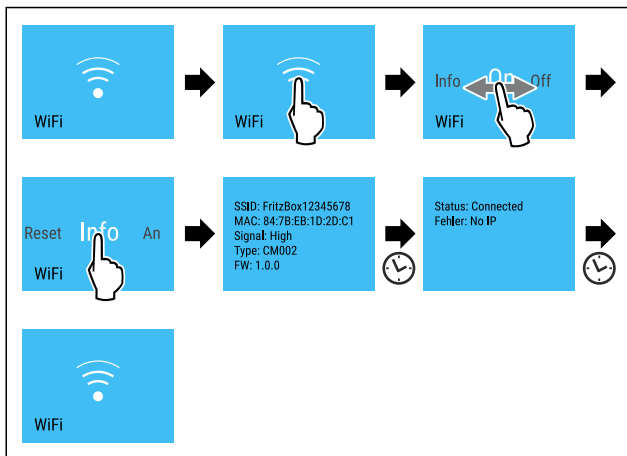 WiFi
WiFi
Info On Off
WiFi
Reset Info An
WiFi
SSID: FritzBox12345678
MAC: 84:7B:EB:1D:2D:C1
Signal: High
Type: CM002
FW: 1.0.0
Status: Connected
Fehler: No IP
WiFi